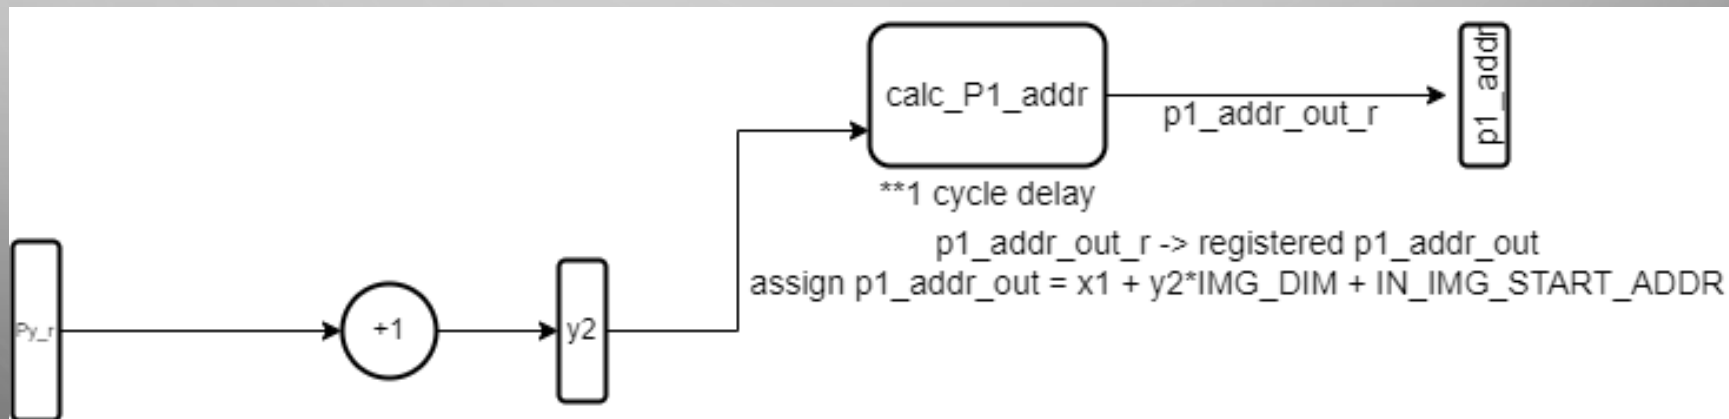 calc_P1_addr
p1_addr_out_r
p1_addr
**1 cycle delay
p1_addr_out_r -> registered p1_addr_out
assign p1_addr_out = x1 + y2*IMG_DIM + IN_IMG_START_ADDR
Py_r
+1
y2